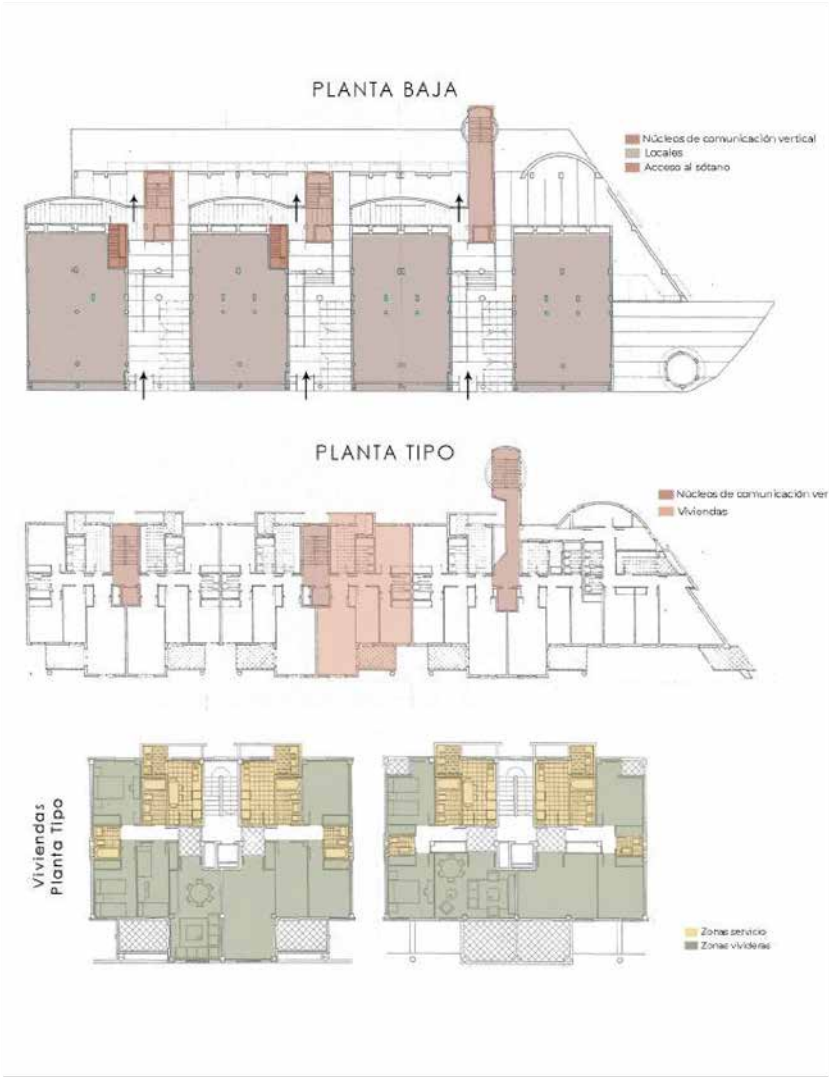 PLANTA BAJA
Núcleos de comunicación vertical
Locales
Acceso al sótano
PLANTA TIPO
Núcleos de comunicación ver
Viviendas
Viviendas
Planta Tipo
Zonas servicio
Zonas vivideras